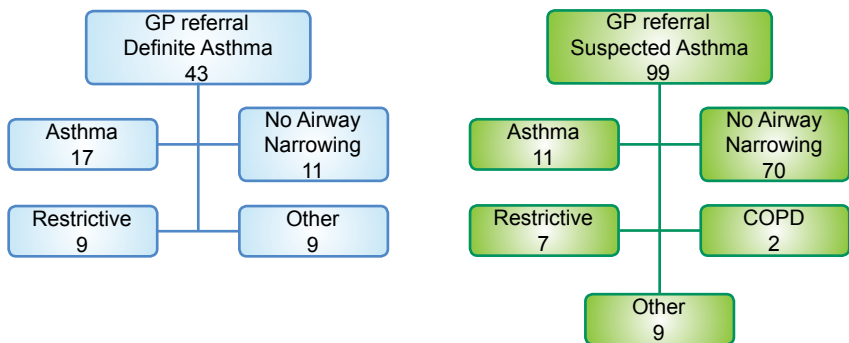 GP referral
Definite Asthma
43
Asthma
17
No Airway
Narrowing
11
Restrictive
9
Other
9
GP referral
Suspected Asthma
99
Asthma
11
No Airway
Narrowing
70
Restrictive
7
COPD
2
Other
9